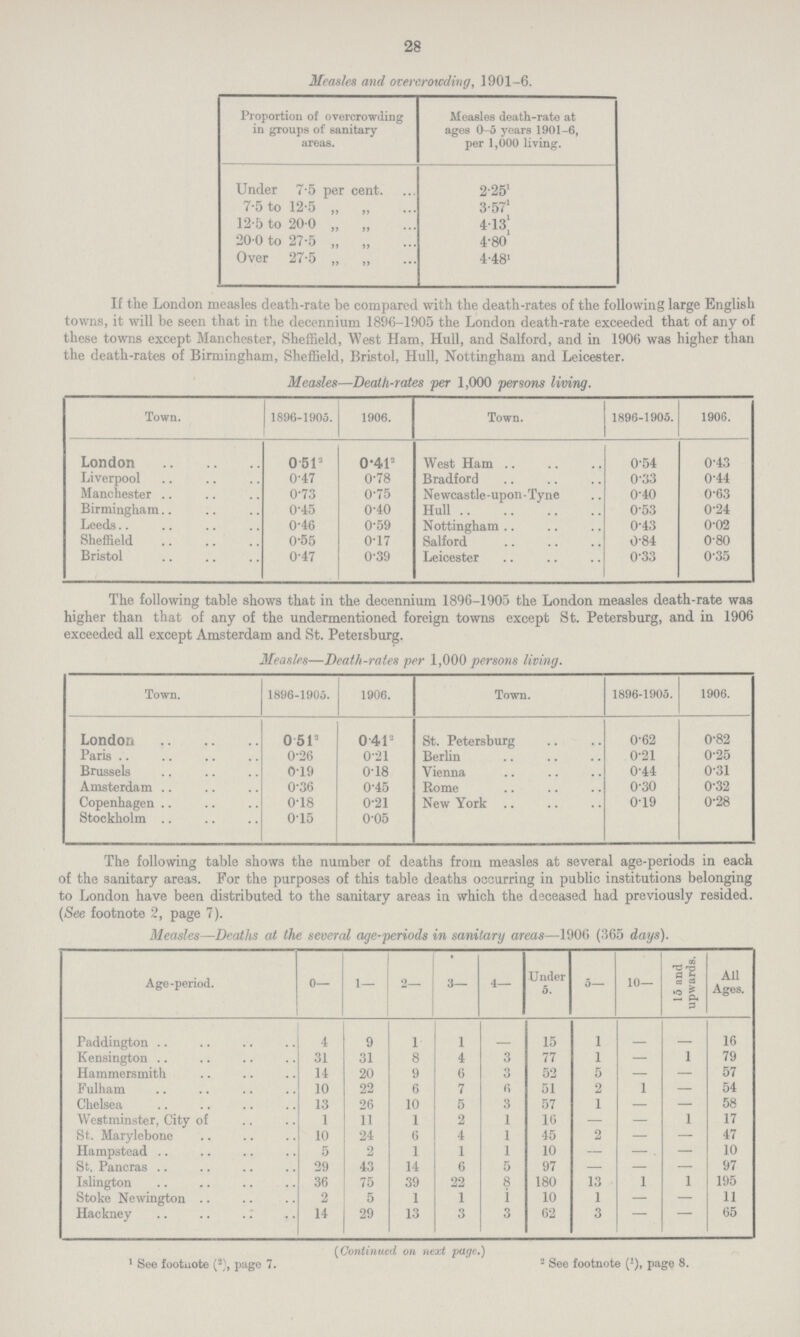 28
Measles and overcrowding, 1901-6.
Proportion of overcrowding in groups of sanitary areas. | Measles death-rate at ages 0-5 years 1901-6, per 1,000 living.
Under 7·5 per cent. ... 2·25¹
7·5 to 12·5 „ „ ... 3·57¹
12·5 to 20·0 „ „ ... 4·13¹
20·0 to 27·5 „ „ ... 4·80¹
Over 27·5 „ „ ... 4·48¹
If the London measles death-rate be compared with the death-rates of the following large English
towns, it will be seen that in the decennium 1896-1905 the London death-rate exceeded that of any of
these towns except Manchester, Sheffield, West Ham, Hull, and Salford, and in 1906 was higher than
the death-rates of Birmingham, Sheffield, Bristol, Hull, Nottingham and Leicester.
Measles—Death-rates per 1,000 persons living.
Town. | 1896-1905. | 1906. | Town. | 1896-1905. | 1906.
London .. .. .. 0·51² 0·41² West Ham .. .. .. 0·54 0·43
Liverpool .. .. .. 0·47 0·78 Bradford .. .. .. 0·33 0·44
Manchester .. .. .. 0·73 0·75 Newcastle-upon-Tyne .. 0·40 0·63
Birmingham.. .. .. 0·45 0·40 Hull .. .. .. .. 0·53 0·24
Leeds.. .. .. .. 0·46 0·59 Nottingham .. .. .. 0·43 0·02
Sheffield .. .. .. 0·55 0·17 Salford .. .. .. 0·84 0·80
Bristol .. .. .. 0·47 0·39 Leicester .. .. .. 0·33 0·35
The following table shows that in the decennium 1896-1905 the London measles death-rate was
higher than that of any of the undermentioned foreign towns except St. Petersburg, and in 1906
exceeded all except Amsterdam and St. Petersburg.
Measles—Death-rates per 1,000 persons living.
Town. | 1896-1905. | 1906. | Town. | 1896-1905. | 1906.
London .. .. .. 0·51² 0·41² St. Petersburg .. .. 0·62 0·82
Paris .. .. .. .. 0·26 0·21 Berlin .. .. .. 0·21 0·25
Brussels .. .. .. 0·19 0·18 Vienna .. .. .. 0·44 0·31
Amsterdam .. .. .. 0·36 0·45 Rome .. .. .. 0·30 0·32
Copenhagen .. .. .. 0·18 0·21 New York .. .. .. 0·19 0·28
Stockholm .. .. .. 0·15 0·05
The following table shows the number of deaths from measles at several age-periods in each
of the sanitary areas. For the purposes of this table deaths occurring in public institutions belonging
to London have been distributed to the sanitary areas in which the deceased had previously resided.
(See footnote 2, page 7).
Measles—Deaths at the several age-periods in sanitary areas—1906 (365 days).
Age-period. | 0— | 1— | 2— | 3— | 4— | Under 5. | 5— | 10— | 15 and upwards. | All Ages.
Paddington .. .. .. .. 4 9 1 1 — 15 1 — — 16
Kensington .. .. .. .. 31 31 8 4 3 77 1 — 1 79
Hammersmith .. .. .. 14 20 9 6 3 52 5 — — 57
Fulham .. .. .. .. 10 22 6 7 6 51 2 1 — 54
Chelsea .. .. .. .. 13 26 10 5 3 57 1 — — 58
Westminster, City of .. .. 1 11 1 2 1 16 — — 1 17
St. Marylebone .. .. .. 10 24 6 4 1 45 2 — — 47
Hampstead .. .. .. .. 5 2 1 1 1 10 — — — 10
St. Pancras .. .. .. .. 29 43 14 6 5 97 — — — 97
Islington .. .. .. .. 36 75 39 22 8 180 13 1 1 195
Stoke Newington .. .. .. 2 5 1 1 1 10 1 — — 11
Hackney .. .. .. .. 14 29 13 3 3 62 3 — — 65
(Continued on next page.)
¹ See footnote (²), page 7. ² See footnote (¹), page 8.